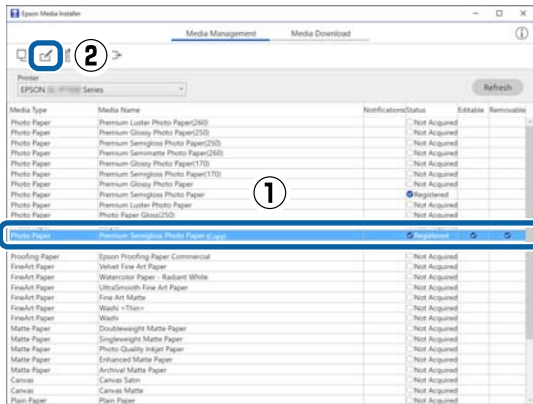 Epson Media Installer
Media Management Media Download
②
Printer
EPSON Series
Refresh
Media Type Media Name Notifications Status Editable Removable
Photo Paper Premium Luster Photo Paper(260) Not Acquired
Photo Paper Premium Glossy Photo Paper(250) Not Acquired
Photo Paper Premium Semigloss Photo Paper(250) Not Acquired
Photo Paper Premium Semimatte Photo Paper(260) Not Acquired
Photo Paper Premium Glossy Photo Paper(170) Not Acquired
Photo Paper Premium Semigloss Photo Paper(170) Not Acquired
Photo Paper Premium Glossy Photo Paper Not Acquired
Photo Paper Premium Semigloss Photo Paper Registered
Photo Paper Premium Luster Photo Paper Not Acquired
Photo Paper Photo Paper Gloss(250) Not Acquired
①
Photo Paper Premium Semigloss Photo Paper (Copy) Registered
Proofing Paper Epson Proofing Paper Commercial Not Acquired
FineArt Paper Velvet Fine Art Paper Not Acquired
FineArt Paper Watercolor Paper - Radiant White Not Acquired
FineArt Paper UltraSmooth Fine Art Paper Not Acquired
FineArt Paper Fine Art Matte Not Acquired
FineArt Paper Washi <Thin> Not Acquired
FineArt Paper Washi Not Acquired
Matte Paper Doubleweight Matte Paper Not Acquired
Matte Paper Singleweight Matte Paper Not Acquired
Matte Paper Photo Quality Inkjet Paper Not Acquired
Matte Paper Enhanced Matte Paper Not Acquired
Matte Paper Archival Matte Paper Not Acquired
Canvas Canvas Satin Not Acquired
Canvas Canvas Matte Not Acquired
Plain Paper Plain Paper Not Acquired